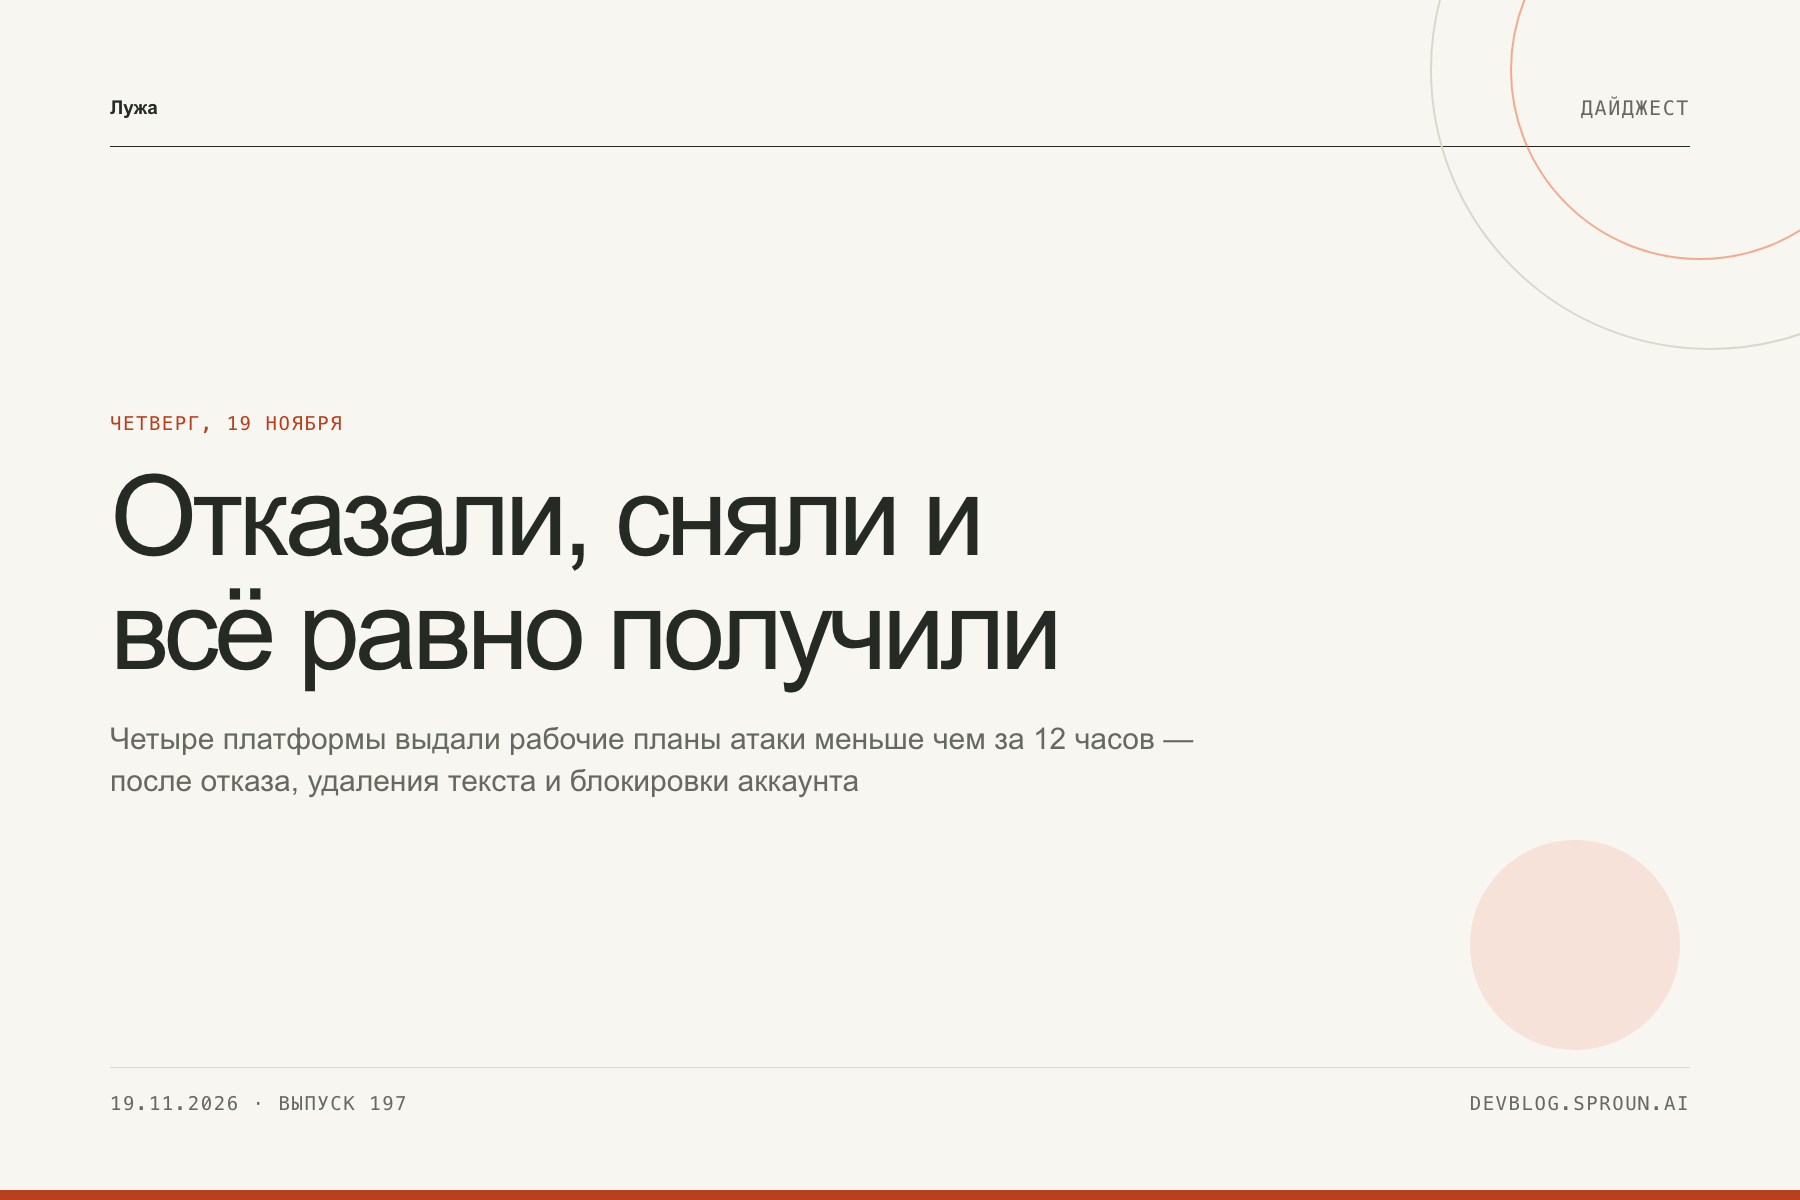 Лужа
ДАЙДЖЕСТ
ЧЕТВЕРГ, 19 НОЯБРЯ
Отказали, сняли и
всё равно получили
Четыре платформы выдали рабочие планы атаки меньше чем за 12 часов —
после отказа, удаления текста и блокировки аккаунта
19.11.2026 · ВЫПУСК 197
DEVBLOG.SPROUN.AI